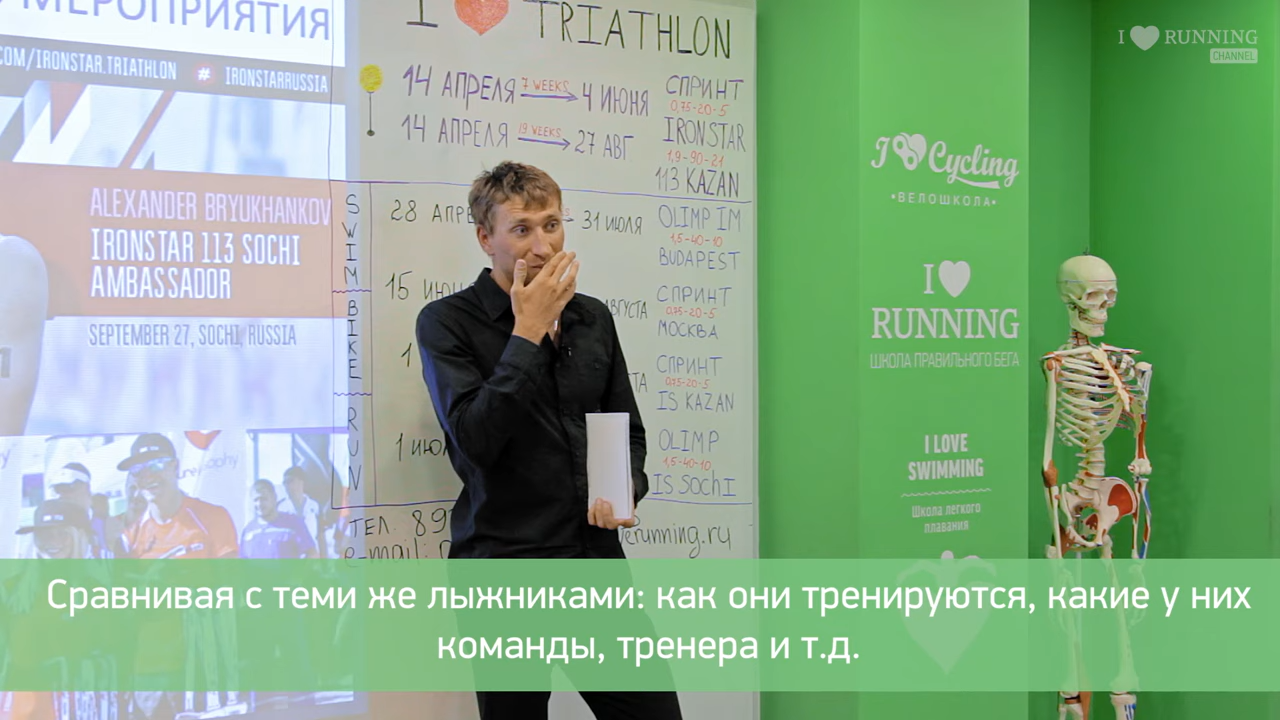 МЕРОПРИЯТИЯ
COM/IRONSTAR.TRIATHLON # IRONSTARRUSSIA
ALEXANDER BRYUKHANKOV
IRONSTAR 113 SOCHI
AMBASSADOR
SEPTEMBER 27, SOCHI, RUSSIA
I TRIATHLON
14 АПРЕЛЯ 7 WEEKS 4 ИЮНЯ СПРИНТ
0,75-20-5
14 АПРЕЛЯ 19 WEEKS 27 АВГ. IRONSTAR
1,9-90-21
113 KAZAN
SWIM
BIKE
RUN
28 31 ИЮЛЯ OLIMP IM
1,5-40-10
BUDAPEST
15 СПРИНТ
0,75-20-5
МОСКВА
1 СПРИНТ
0,75-20-5
IS KAZAN
1 OLIMP
1,5-40-10
IS SOCHI
ТЕЛ. 89
e-mail: verunning.ru
I RUNNING
CHANNEL
I Cycling
•ВЕЛОШКОЛА•
I
RUNNING
ШКОЛА ПРАВИЛЬНОГО БЕГА
I LOVE
SWIMMING
Школа легкого
плавания
Сравнивая с теми же лыжниками: как они тренируются, какие у них
команды, тренера и т.д.